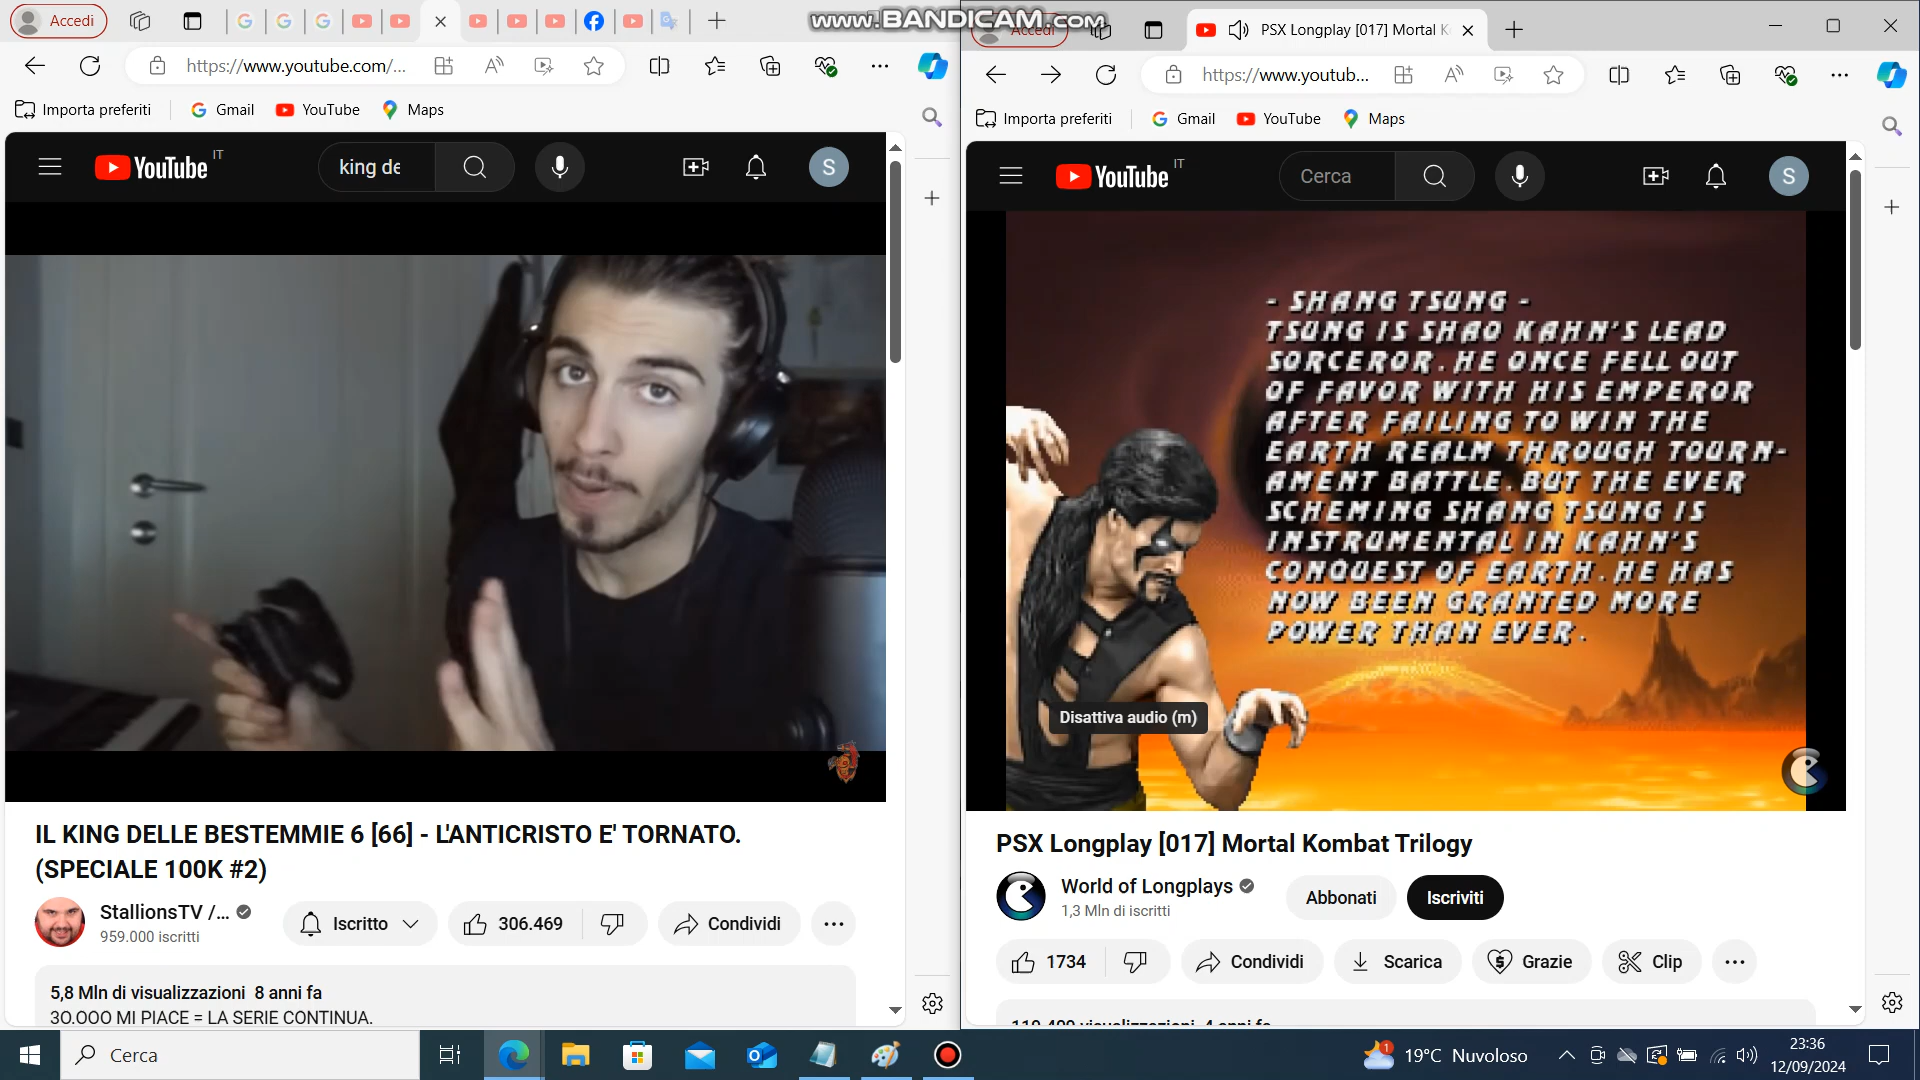 Accedi
www.BANDICAM.com
https://www.youtube.com/...
Importa preferiti
Gmail
YouTube
Maps
YouTube IT
king de
S
IL KING DELLE BESTEMMIE 6 [66] - L'ANTICRISTO E' TORNATO.
(SPECIALE 100K #2)
StallionsTV /...
959.000 iscritti
Iscritto
306.469
Condividi
5,8 Mln di visualizzazioni 8 anni fa
30.000 MI PIACE = LA SERIE CONTINUA.
Accedi
PSX Longplay [017] Mortal K
https://www.youtub...
Importa preferiti
Gmail
YouTube
Maps
YouTube IT
Cerca
S
- SHANG TSUNG -
TSUNG IS SHAO KAHN'S LEAD
SORCEROR. HE ONCE FELL OUT
OF FAVOR WITH HIS EMPEROR
AFTER FAILING TO WIN THE
EARTH REALM THROUGH TOURN-
AMENT BATTLE. BUT THE EVER
SCHEMING SHANG TSUNG IS
INSTRUMENTAL IN KAHN'S
CONQUEST OF EARTH. HE HAS
NOW BEEN GRANTED MORE
POWER THAN EVER.
Disattiva audio (m)
PSX Longplay [017] Mortal Kombat Trilogy
World of Longplays
1,3 Mln di iscritti
Abbonati
Iscriviti
1734
Condividi
Scarica
Grazie
Clip
Cerca
1
19°C Nuvoloso
23:36
12/09/2024